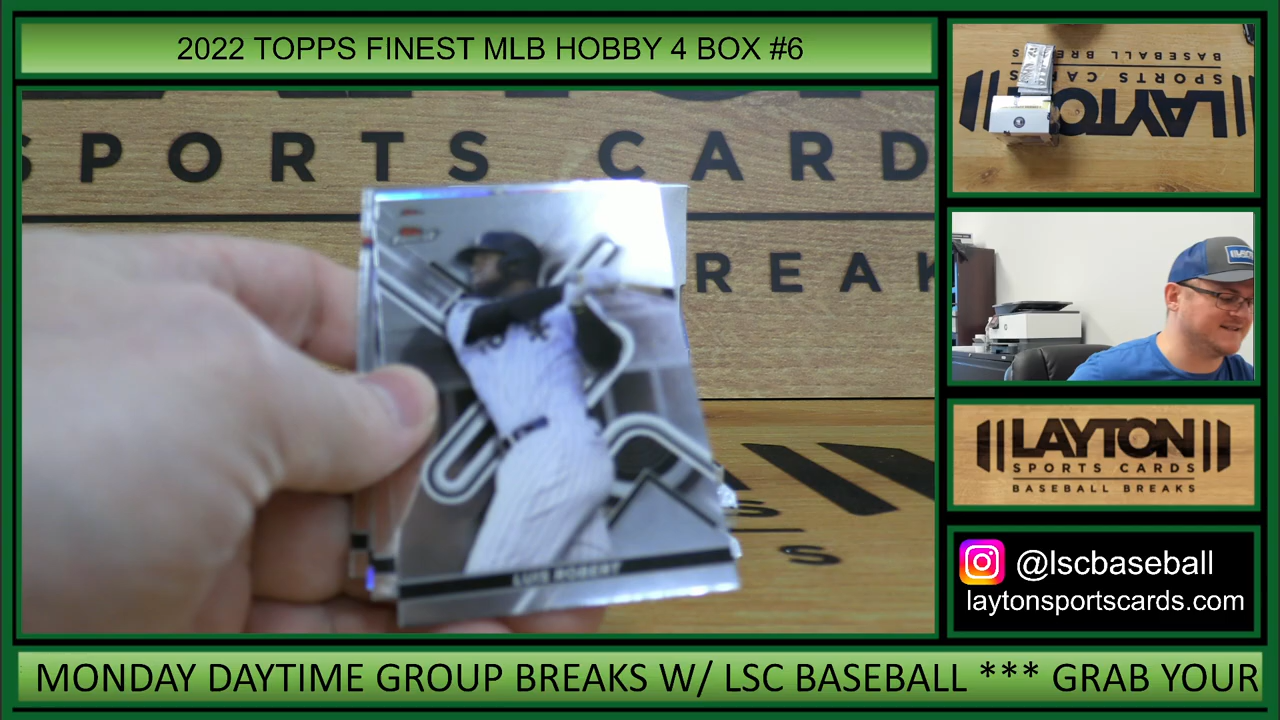 2022 TOPPS FINEST MLB HOBBY 4 BOX #6
SPORTS CARD
REAK
LUIS ROBERT
S
BASEBALL BREAKS
SPORTS CARDS
LAYTON
LAYTON
SPORTS CARDS
BASEBALL BREAKS
@lscbaseball
laytonsportscards.com
MONDAY DAYTIME GROUP BREAKS W/ LSC BASEBALL *** GRAB YOUR